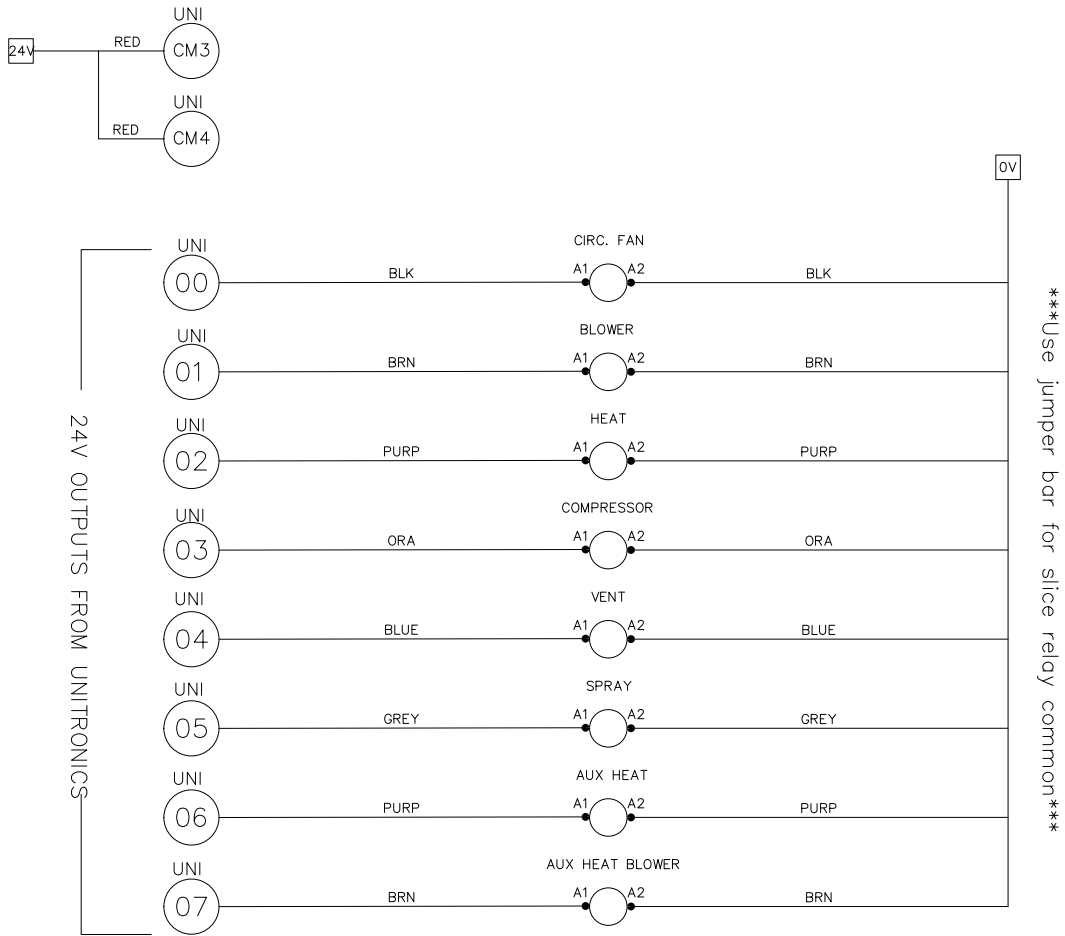 UNI
24V
RED
CM3
UNI
RED
CM4
0V
UNI
00
BLK
CIRC. FAN
A1
A2
BLK
UNI
01
BRN
BLOWER
A1
A2
BRN
UNI
02
PURP
HEAT
A1
A2
PURP
UNI
03
ORA
COMPRESSOR
A1
A2
ORA
UNI
04
BLUE
VENT
A1
A2
BLUE
UNI
05
GREY
SPRAY
A1
A2
GREY
UNI
06
PURP
AUX HEAT
A1
A2
PURP
UNI
07
BRN
AUX HEAT BLOWER
A1
A2
BRN
24V OUTPUTS FROM UNITRONICS
***Use jumper bar for slice relay common***